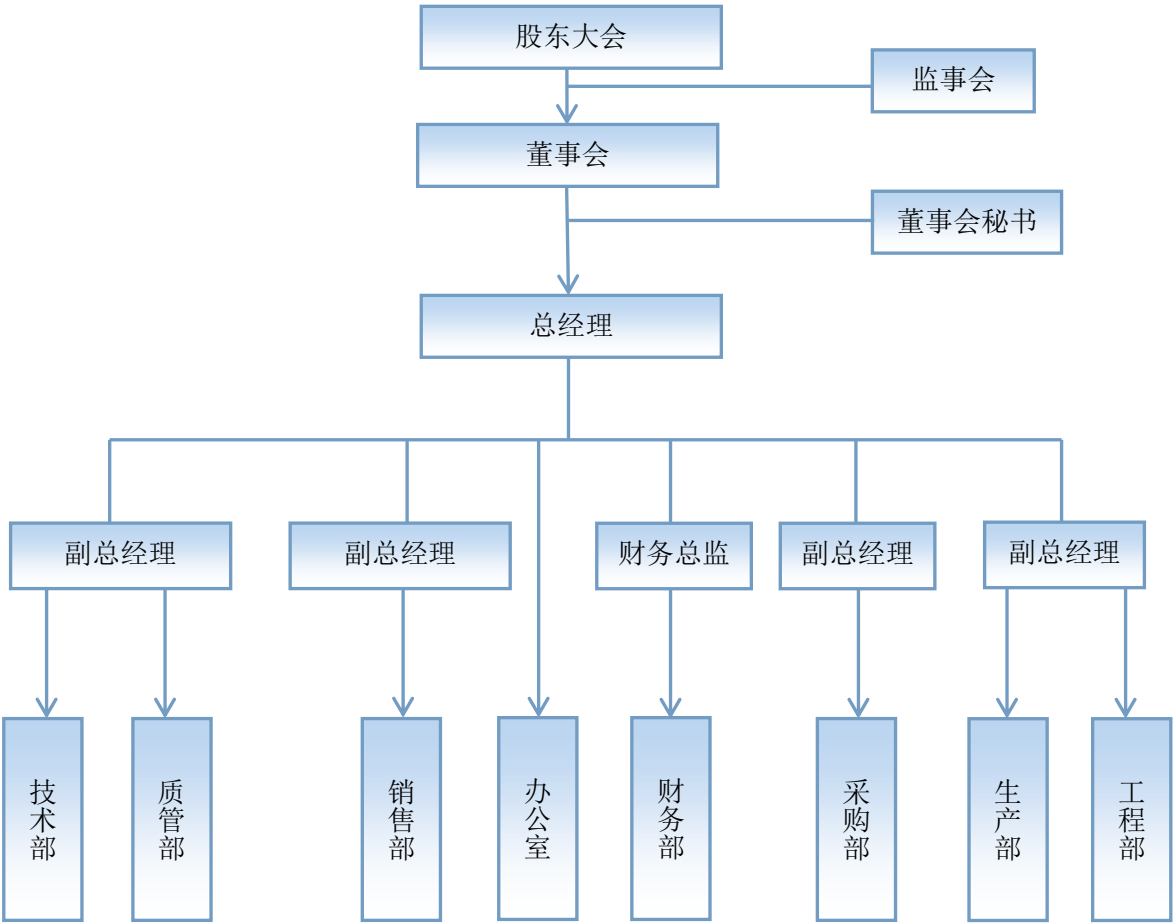 股东大会
监事会
董事会
董事会秘书
总经理
副总经理
副总经理
财务总监
副总经理
副总经理
技术部
质管部
销售部
办公室
财务部
采购部
生产部
工程部